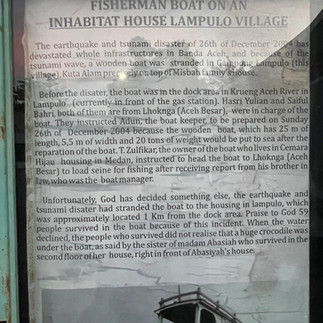 FISHERMAN BOAT ON AN
INHABITAT HOUSE LAMPULO VILLAGE
The earthquake and tsunami disaster of 26th of December 2004 has
devastated whole infrastructures in Banda Aceh, and because of the
tsunami wave, a wooden boat was stranded in Gampong Lampulo (this
village), Kuta Alam precisely on top of Misbah family's house.
Before the disaster, the boat was in the dock area in Krueng Aceh River in
Lampulo (currently in front of the gas station). Hasri Yulian and Saiful
Bahri, both of them are from Lhoknga (Aceh Besar), were in charge of the
boat. They instructed the boat keeper, to be prepared on Sunday
26th of December 2004 because the wooden boat, which has 25 m of
length, 5,5 m of width and 20 tons of weight would be put to sea after the
reparation of the boat. T. Zulfikar, the owner of the boat who lives in Cemara
Hijau housing in Medan, instructed to head the boat to Lhoknga (Aceh
Besar) to load seine for fishing after receiving report from his brother in
law, who was the boat manager.
Unfortunately, God has decided something else, the earthquake and
tsunami disater had stranded the boat to the housing in lampulo, which
was approximately located 1 Km from the dock area. Praise to God 59
people survived in the boat because of this incident. When the water
declined, the people who survived did not realise that a huge crocodile was
under the boat, as said by the sister of madam Abasiah who survived in the
second floor of her house, right in front of Abasiyah's house.